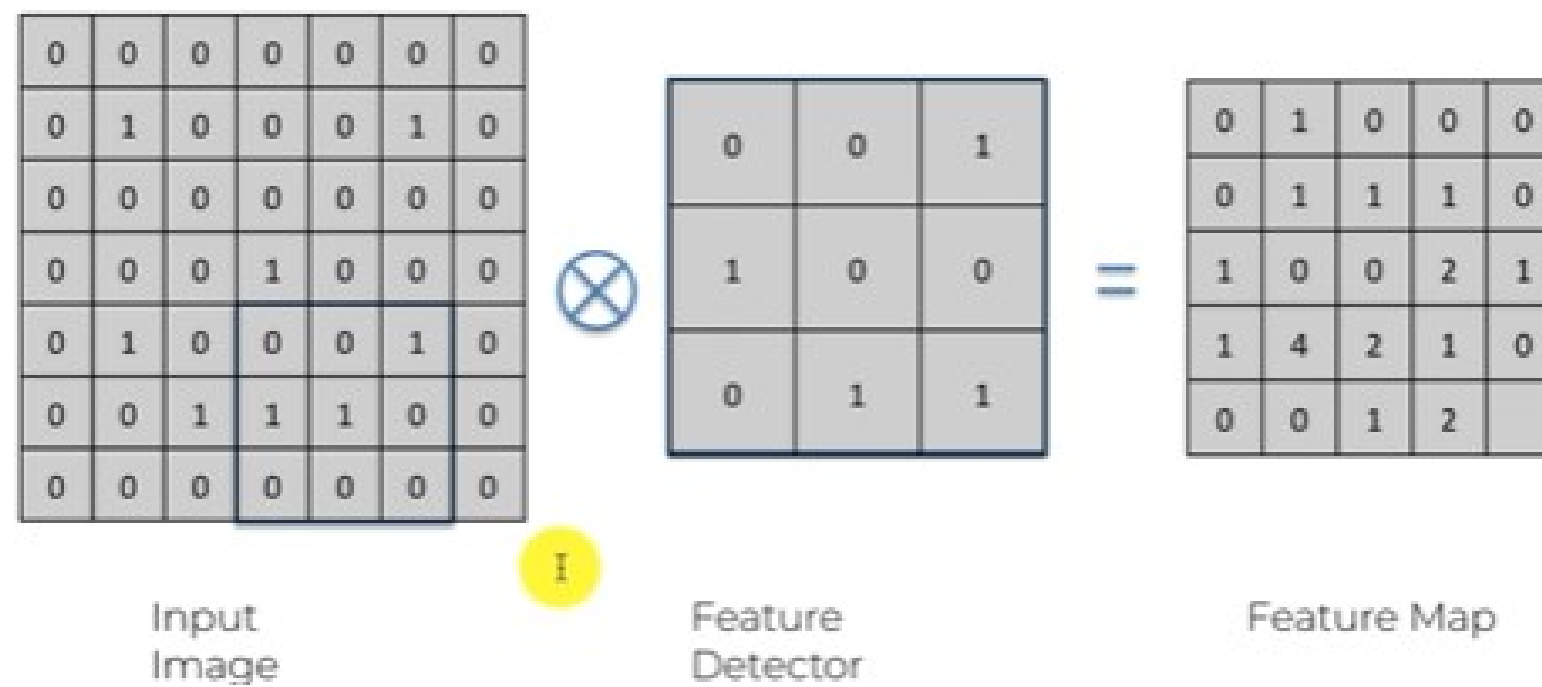 0 0 0 0 0 0 0
0 1 0 0 0 1 0
0 0 0 0 0 0 0
0 0 0 1 0 0 0
0 1 0 0 0 1 0
0 0 1 1 1 0 0
0 0 0 0 0 0 0
Input
Image
0 0 1
1 0 0
0 1 1
Feature
Detector
=
0 1 0 0 0
0 1 1 1 0
1 0 0 2 1
1 4 2 1 0
0 0 1 2
Feature Map